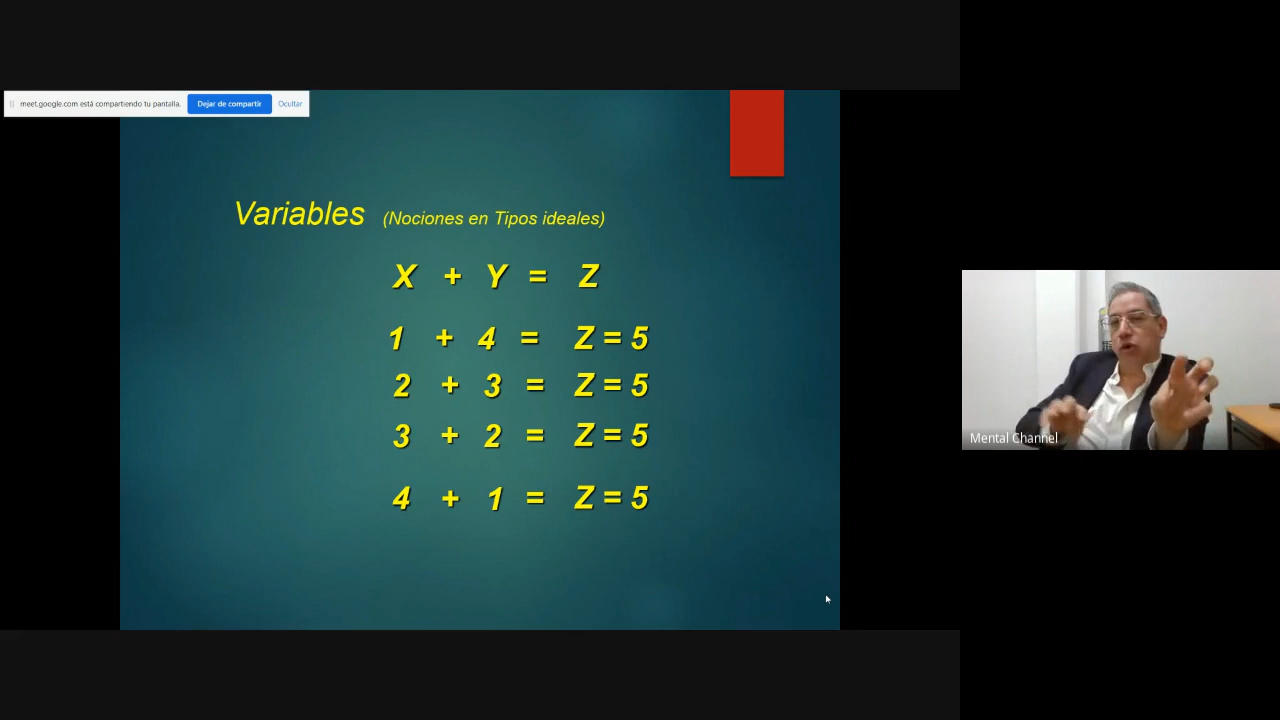 meet.google.com está compartiendo tu pantalla. Dejar de compartir Ocultar
Variables (Nociones en Tipos ideales)
X + Y = Z
1 + 4 = Z = 5
2 + 3 = Z = 5
3 + 2 = Z = 5
4 + 1 = Z = 5
Mental Channel